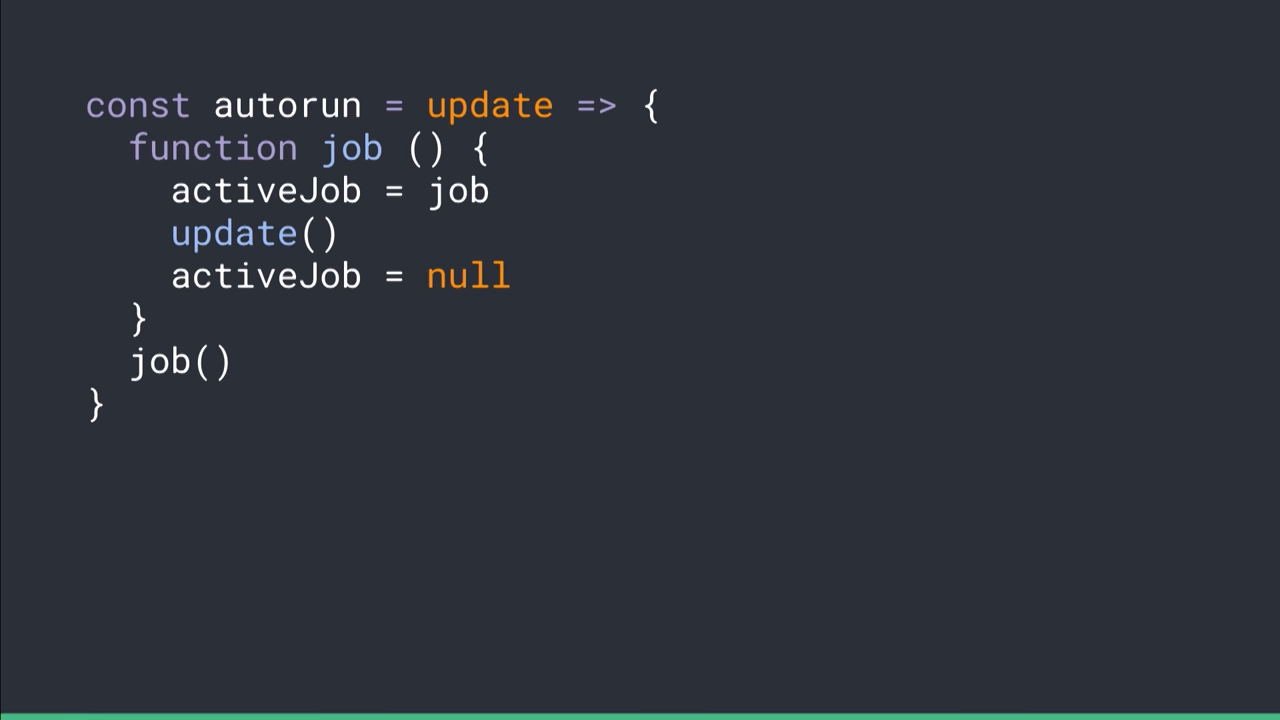 const autorun = update => {
  function job () {
    activeJob = job
    update()
    activeJob = null
  }
  job()
}